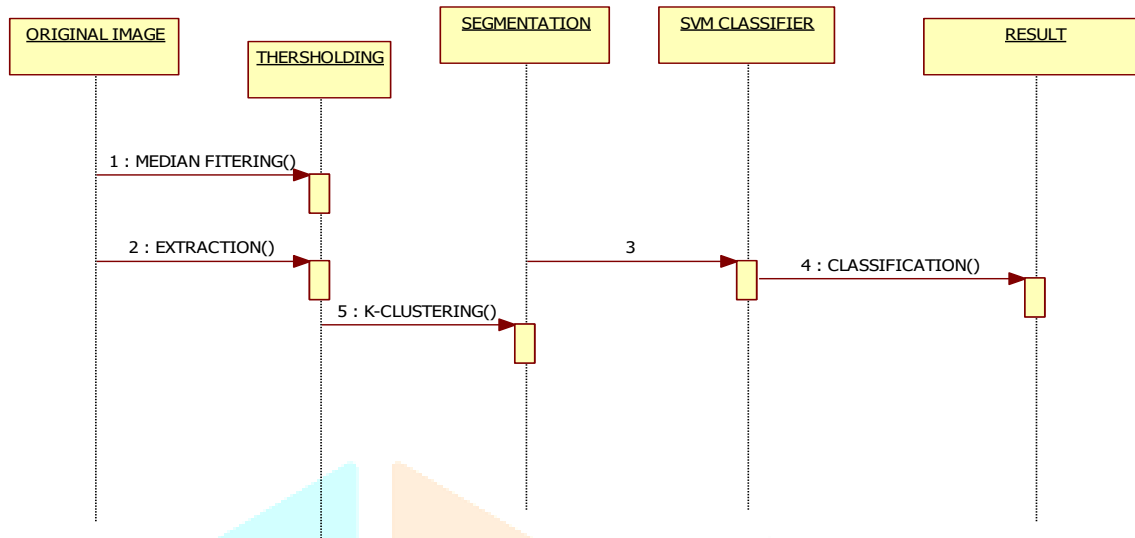 ORIGINAL IMAGE
THERSHOLDING
SEGMENTATION
SVM CLASSIFIER
RESULT
1 : MEDIAN FITERING()
2 : EXTRACTION()
3
4 : CLASSIFICATION()
5 : K-CLUSTERING()